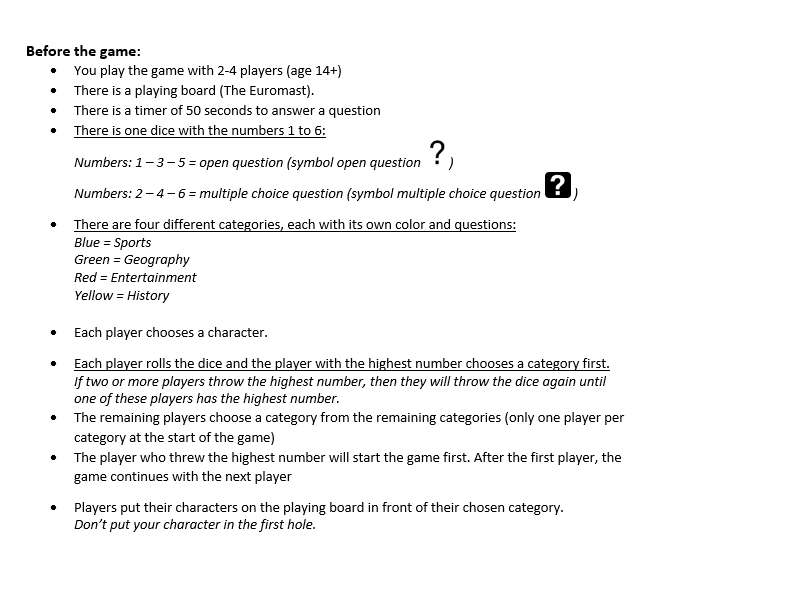 Before the game:
• You play the game with 2-4 players (age 14+)
• There is a playing board (The Euromast).
• There is a timer of 50 seconds to answer a question
• There is one dice with the numbers 1 to 6:
Numbers: 1 – 3 – 5 = open question (symbol open question ? )
Numbers: 2 – 4 – 6 = multiple choice question (symbol multiple choice question ? )
• There are four different categories, each with its own color and questions:
Blue = Sports
Green = Geography
Red = Entertainment
Yellow = History
• Each player chooses a character.
• Each player rolls the dice and the player with the highest number chooses a category first.
If two or more players throw the highest number, then they will throw the dice again until
one of these players has the highest number.
• The remaining players choose a category from the remaining categories (only one player per
category at the start of the game)
• The player who threw the highest number will start the game first. After the first player, the
game continues with the next player
• Players put their characters on the playing board in front of their chosen category.
Don’t put your character in the first hole.